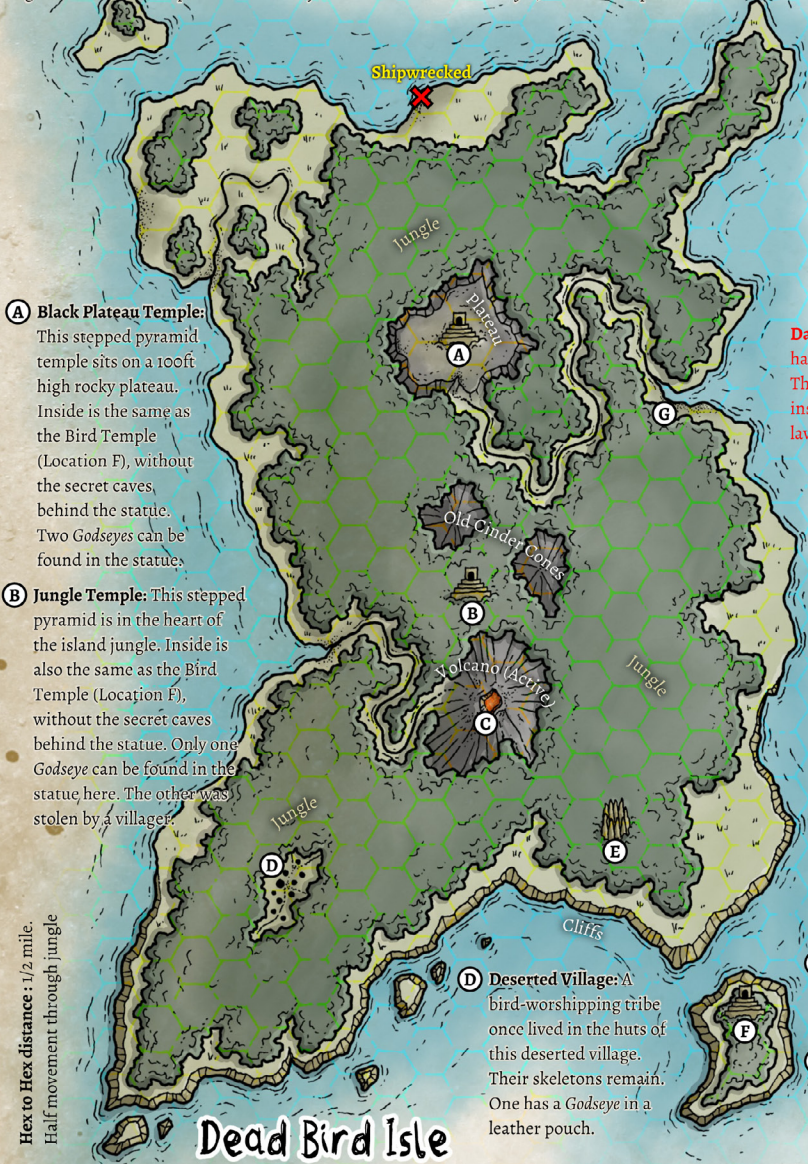 Shipwrecked
Jungle
Plateau
A
G
A Black Plateau Temple:
This stepped pyramid
temple sits on a 100ft
high rocky plateau.
Inside is the same as
the Bird Temple
(Location F), without
the secret caves
behind the statue.
Two Godseyes can be
found in the statue.
Old Cinder Cones
B
B Jungle Temple: This stepped
pyramid is in the heart of
the island jungle. Inside is
also the same as the Bird
Temple (Location F),
without the secret caves
behind the statue. Only one
Godseye can be found in the
statue here. The other was
stolen by a villager.
Volcano (Active)
C
Jungle
Jungle
D
E
Cliffs
D Deserted Village: A
bird-worshipping tribe
once lived in the huts of
this deserted village.
Their skeletons remain.
One has a Godseye in a
leather pouch.
F
Hex to Hex distance : 1/2 mile.
Half movement through jungle
Dead Bird Isle